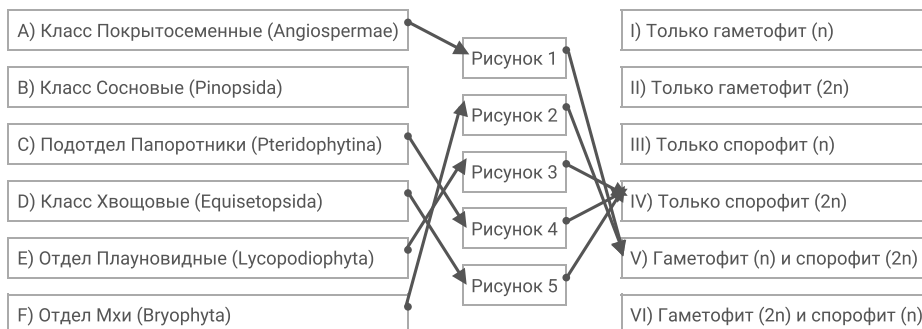 A) Класс Покрытосеменные (Angiospermae)
B) Класс Сосновые (Pinopsida)
C) Подотдел Папоротники (Pteridophytina)
D) Класс Хвощовые (Equisetopsida)
E) Отдел Плауновидные (Lycopodiophyta)
F) Отдел Мхи (Bryophyta)
Рисунок 1
Рисунок 2
Рисунок 3
Рисунок 4
Рисунок 5
I) Только гаметофит (n)
II) Только гаметофит (2n)
III) Только спорофит (n)
IV) Только спорофит (2n)
V) Гаметофит (n) и спорофит (2n)
VI) Гаметофит (2n) и спорофит (n)